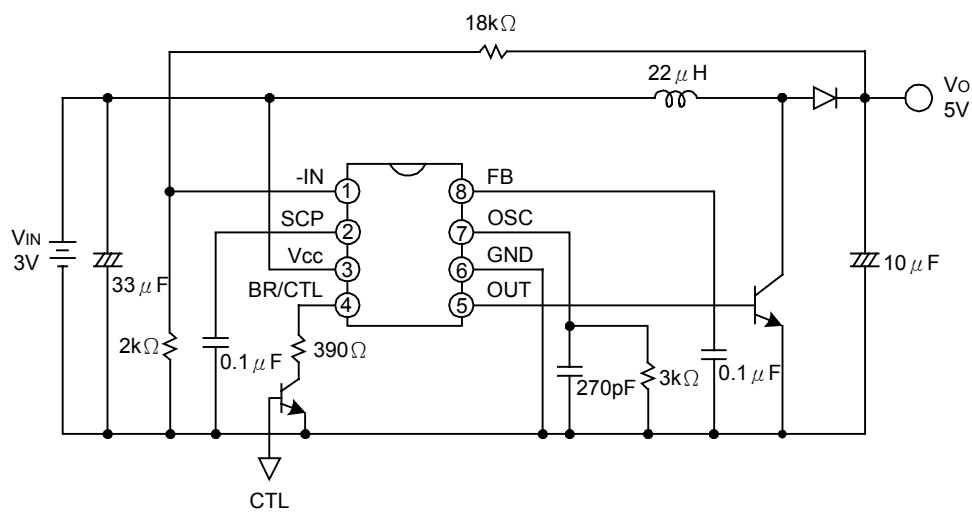 18kΩ
22μH
VO
5V
-IN
1
8
FB
SCP
2
7
OSC
VIN
3V
Vcc
3
6
GND
33μF
10μF
BR/CTL
4
5
OUT
2kΩ
0.1μF
390Ω
270pF
3kΩ
0.1μF
CTL